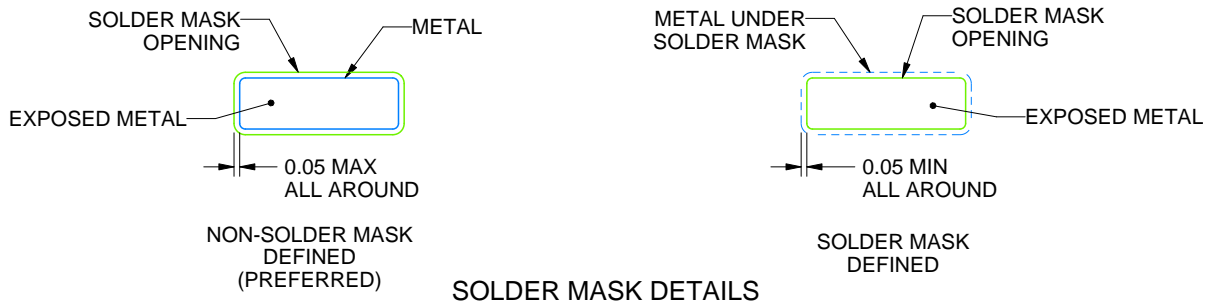 SOLDER MASK
OPENING
METAL
EXPOSED METAL
0.05 MAX
ALL AROUND
NON-SOLDER MASK
DEFINED
(PREFERRED)
METAL UNDER
SOLDER MASK
SOLDER MASK
OPENING
EXPOSED METAL
0.05 MIN
ALL AROUND
SOLDER MASK
DEFINED
SOLDER MASK DETAILS